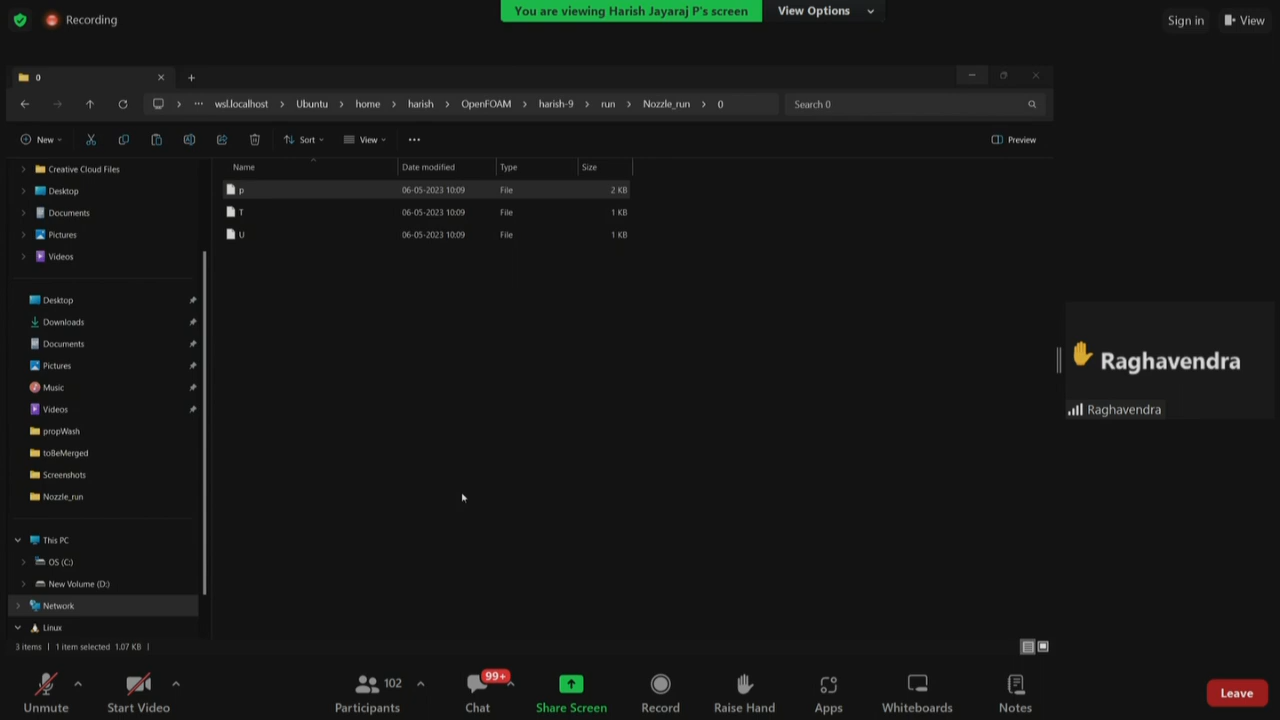 Recording
You are viewing Harish Jayaraj P's screen
View Options
Sign in
View
0
wsl.localhost
Ubuntu
home
harish
OpenFOAM
harish-9
run
Nozzle_run
0
Search 0
New
Sort
View
Preview
Name
Date modified
Type
Size
Creative Cloud Files
Desktop
Documents
Pictures
Videos
p 06-05-2023 10:09 File 2 KB
T 06-05-2023 10:09 File 1 KB
U 06-05-2023 10:09 File 1 KB
Desktop
Downloads
Documents
Pictures
Music
Videos
propWash
toBeMerged
Screenshots
Nozzle_run
This PC
OS (C:)
New Volume (D:)
Network
Linux
3 items | 1 item selected 1.07 KB |
Raghavendra
Raghavendra
Unmute
Start Video
102
Participants
99+
Chat
Share Screen
Record
Raise Hand
Apps
Whiteboards
Notes
Leave